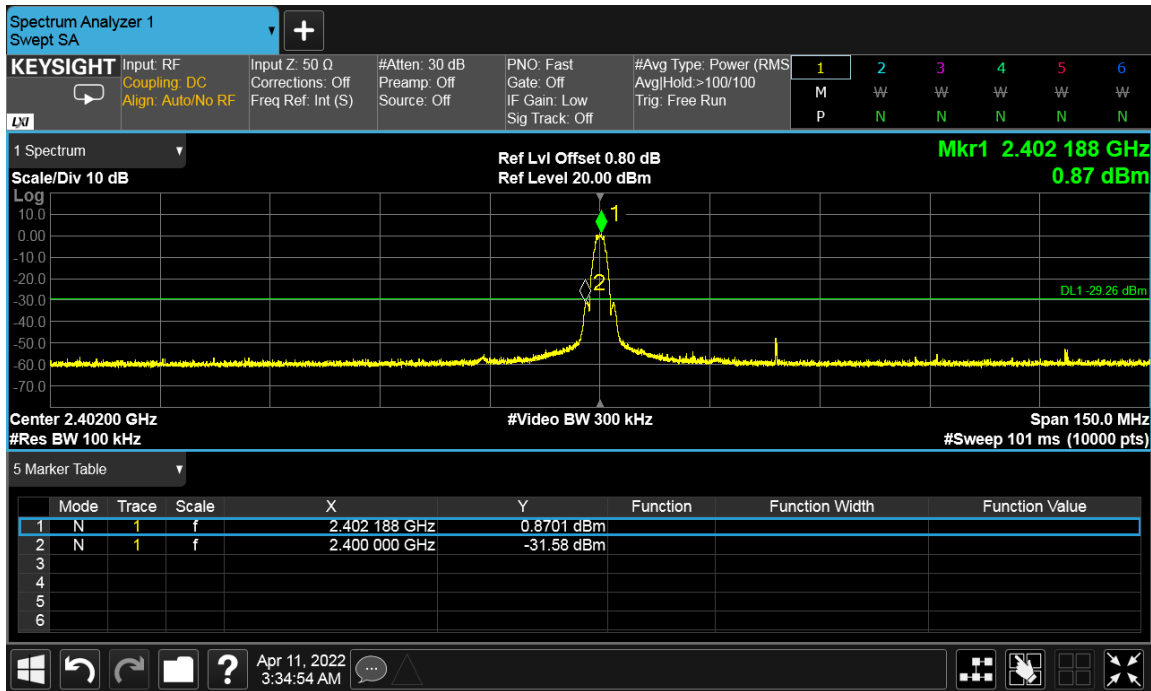 Spectrum Analyzer 1
Swept SA
+
KEYSIGHT
LXI
Input: RF
Coupling: DC
Align: Auto/No RF
Input Z: 50 Ω
Corrections: Off
Freq Ref: Int (S)
#Atten: 30 dB
Preamp: Off
Source: Off
PNO: Fast
Gate: Off
IF Gain: Low
Sig Track: Off
#Avg Type: Power (RMS
Avg|Hold:>100/100
Trig: Free Run
1 2 3 4 5 6
M W W W W W
P N N N N N
1 Spectrum
Scale/Div 10 dB
Ref Lvl Offset 0.80 dB
Ref Level 20.00 dBm
Mkr1 2.402 188 GHz
0.87 dBm
Log
10.0
0.00
-10.0
-20.0
-30.0
-40.0
-50.0
-60.0
-70.0
1
2
DL1 -29.26 dBm
Center 2.40200 GHz #Video BW 300 kHz Span 150.0 MHz
#Res BW 100 kHz #Sweep 101 ms (10000 pts)
5 Marker Table
Mode Trace Scale X Y Function Function Width Function Value
1 N 1 f 2.402 188 GHz 0.8701 dBm
2 N 1 f 2.400 000 GHz -31.58 dBm
3
4
5
6
?
Apr 11, 2022
3:34:54 AM